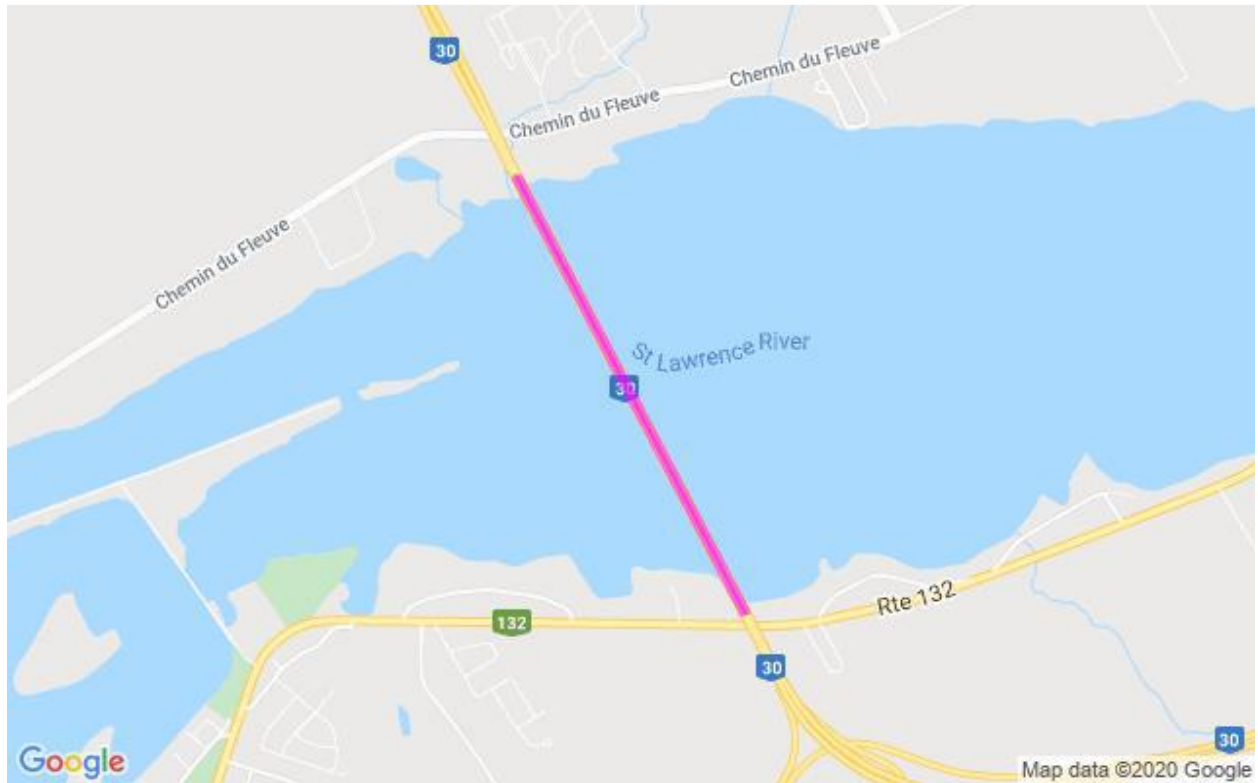 30
Chemin du Fleuve
Chemin du Fleuve
Chemin du Fleuve
St Lawrence River
30
Rte 132
132
30
30
Google
Map data ©2020 Google